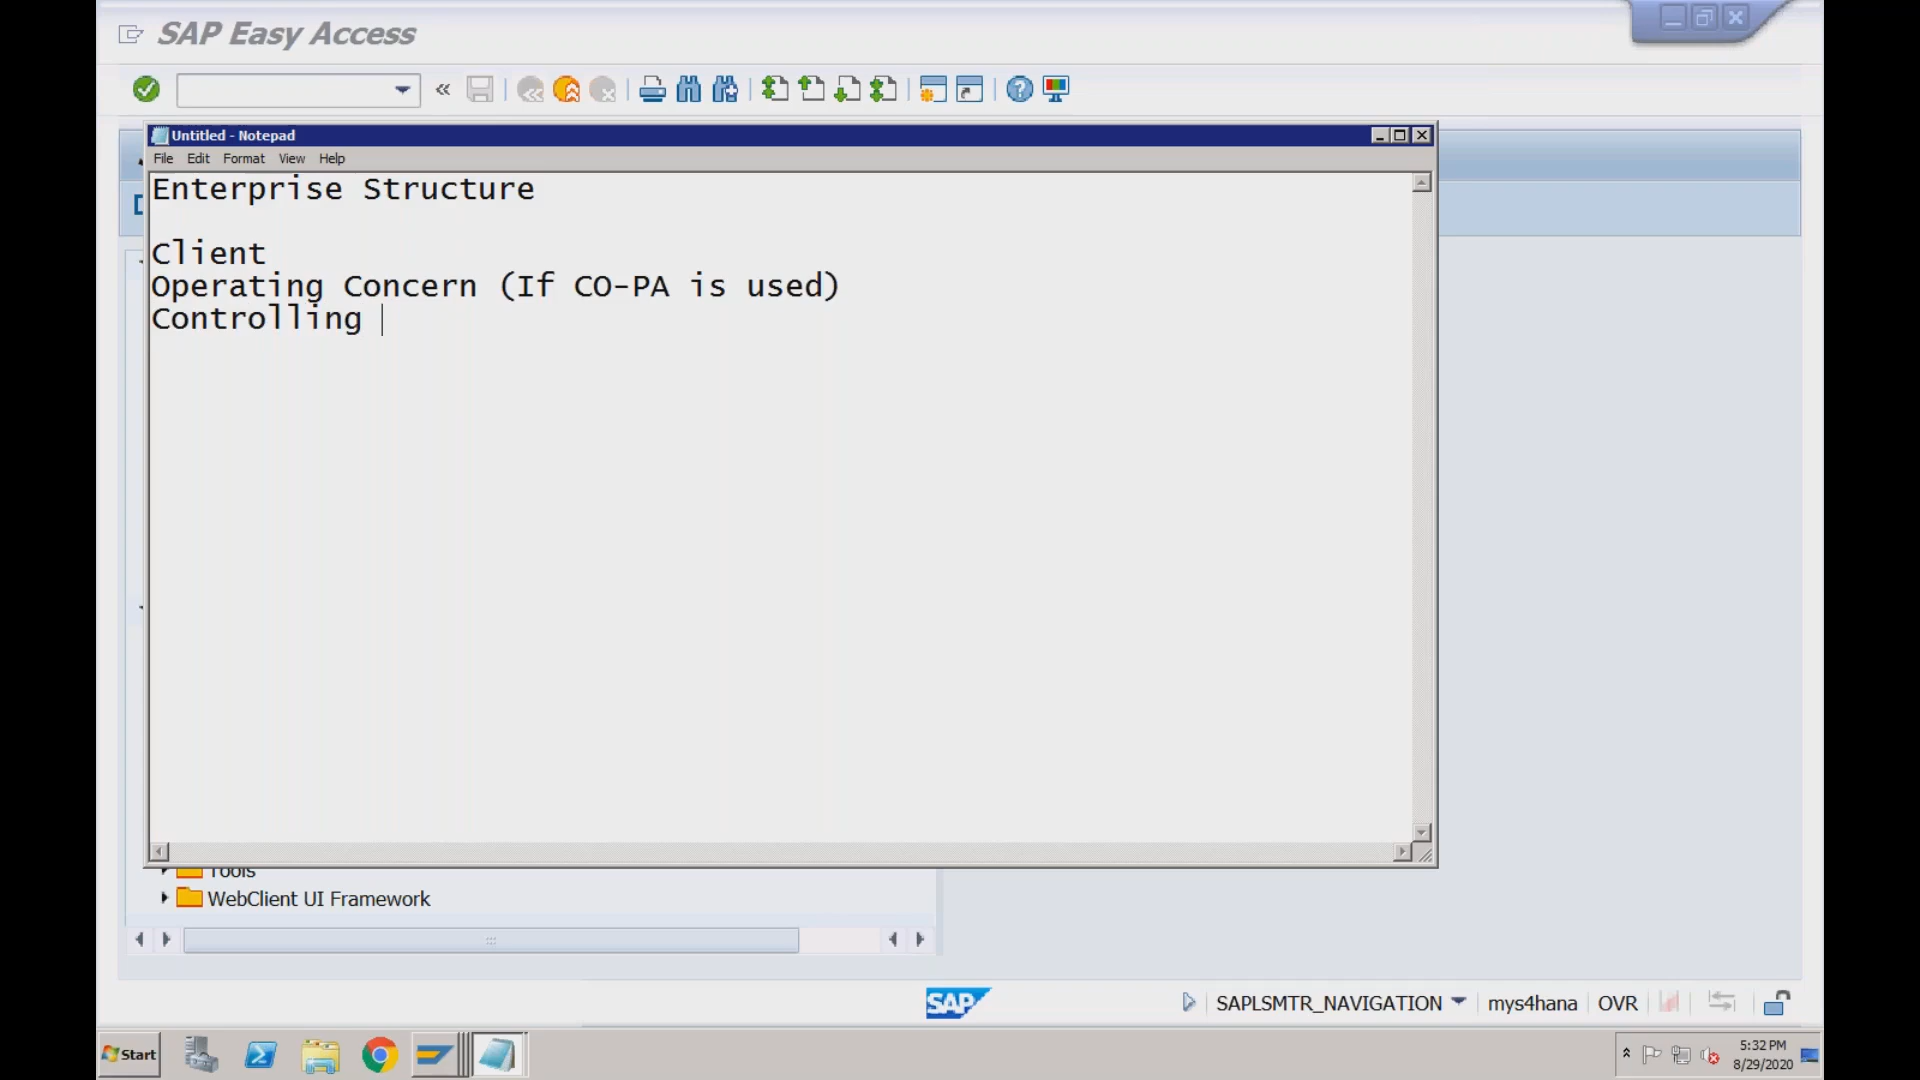 SAP Easy Access
Untitled - Notepad
File Edit Format View Help
Enterprise Structure
Client
Operating Concern (If CO-PA is used)
Controlling
Tools
WebClient UI Framework
SAP
SAPLSMTR_NAVIGATION mys4hana OVR
Start
5:32 PM
8/29/2020